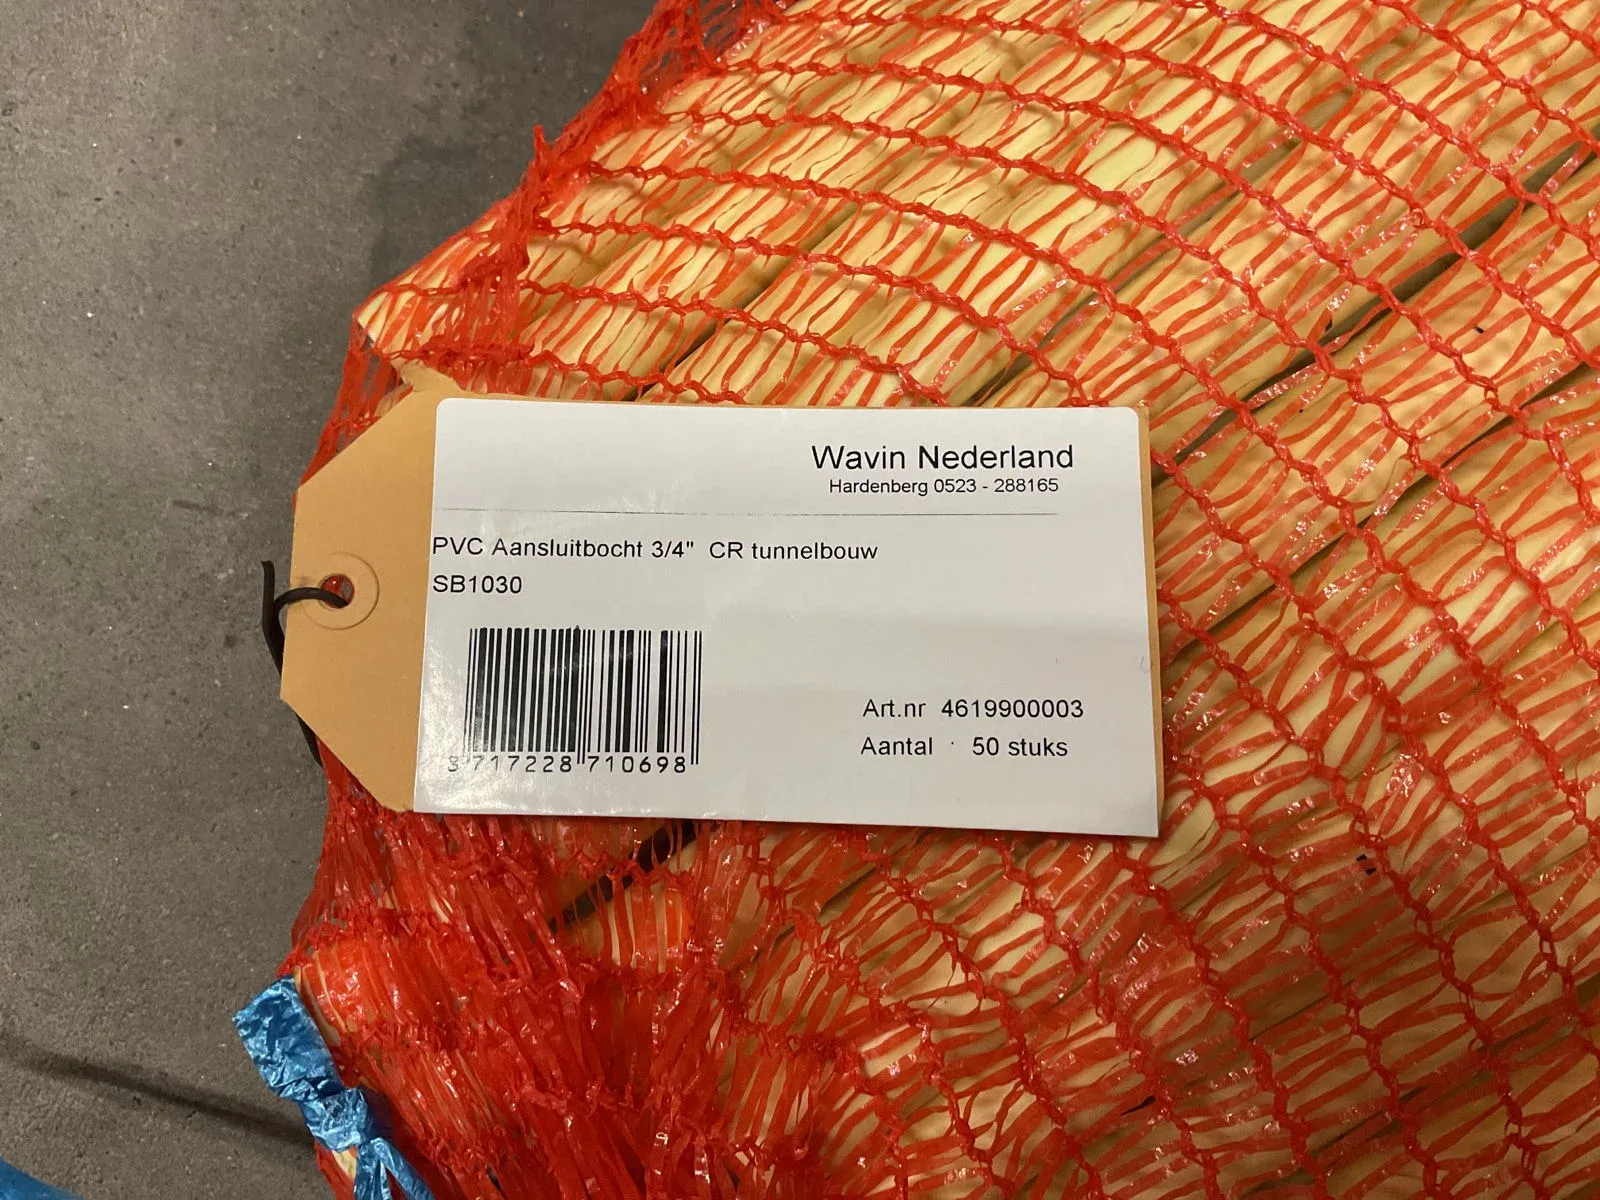 Wavin Nederland
Hardenberg 0523 - 288165
PVC Aansluitbocht 3/4" CR tunnelbouw
SB1030
8 717228 710698
Art.nr 4619900003
Aantal : 50 stuks